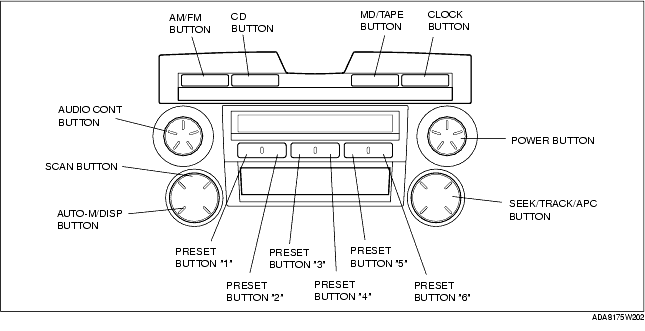 AM/FM
BUTTON
CD
BUTTON
MD/TAPE
BUTTON
CLOCK
BUTTON
AUDIO CONT
BUTTON
POWER BUTTON
SCAN BUTTON
AUTO-M/DISP
BUTTON
SEEK/TRACK/APC
BUTTON
PRESET
BUTTON "1"
PRESET
BUTTON "3"
PRESET
BUTTON "5"
PRESET
BUTTON "2"
PRESET
BUTTON "4"
PRESET
BUTTON "6"
ADA9175W202